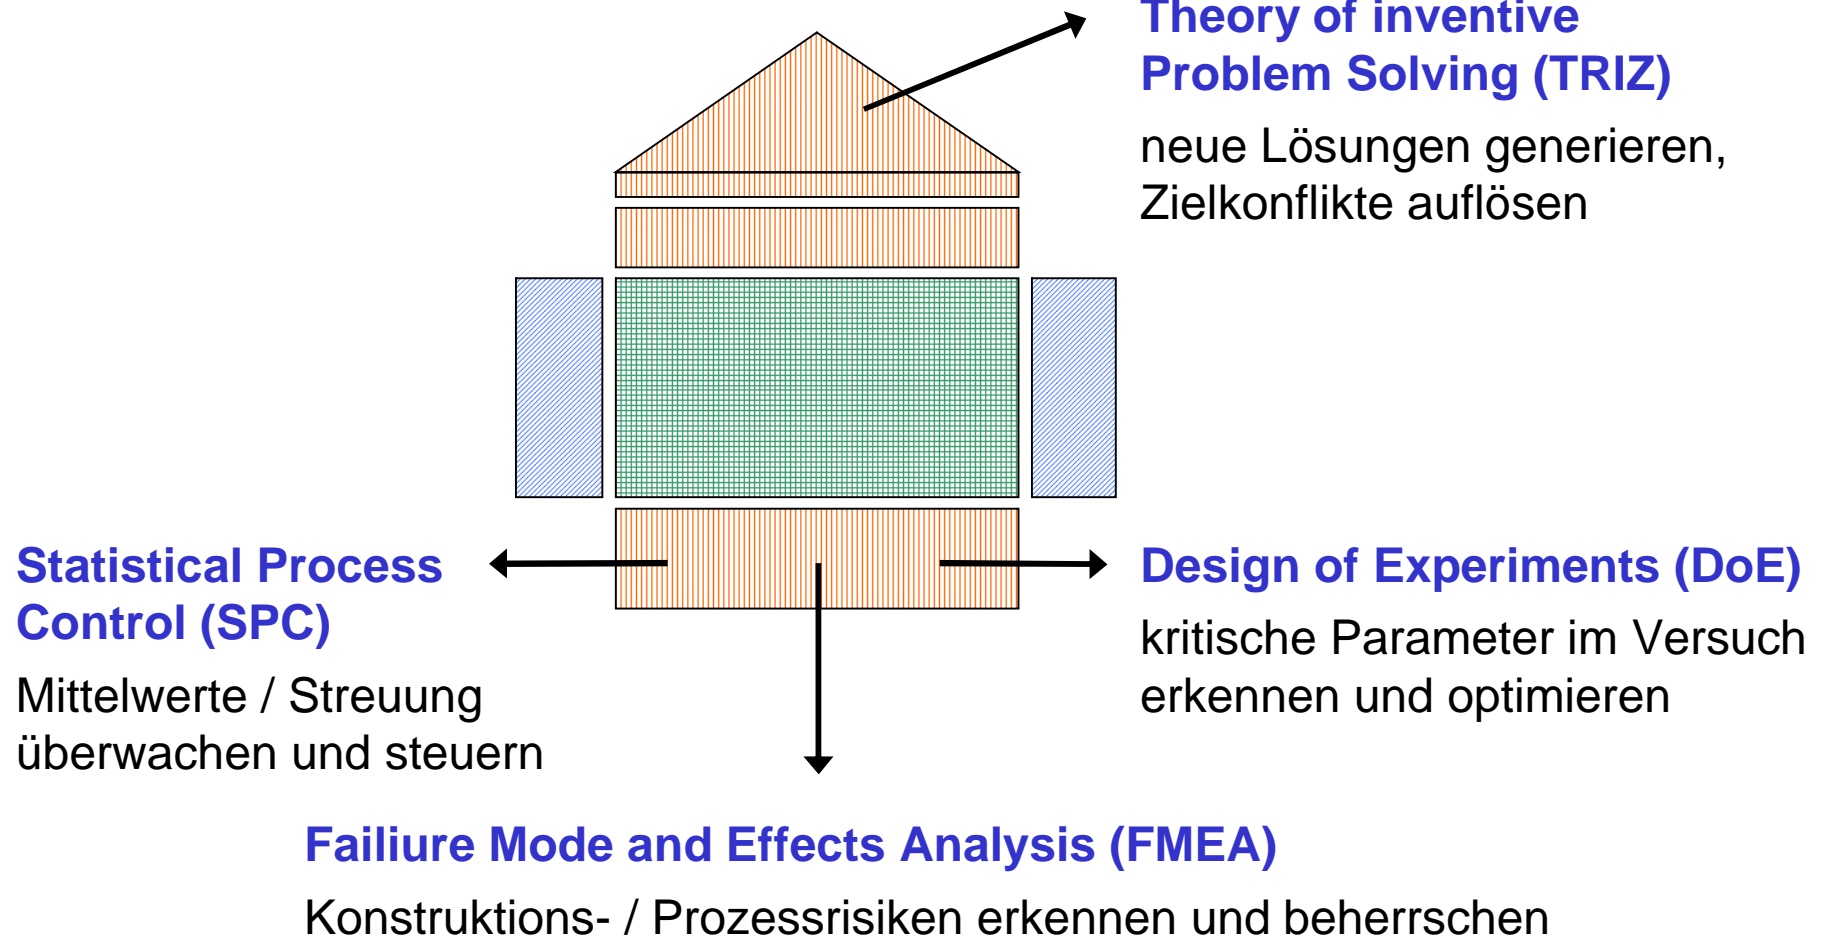 Theory of inventive
Problem Solving (TRIZ)
neue Lösungen generieren,
Zielkonflikte auflösen
Statistical Process
Control (SPC)
Mittelwerte / Streuung
überwachen und steuern
Design of Experiments (DoE)
kritische Parameter im Versuch
erkennen und optimieren
Failiure Mode and Effects Analysis (FMEA)
Konstruktions- / Prozessrisiken erkennen und beherrschen